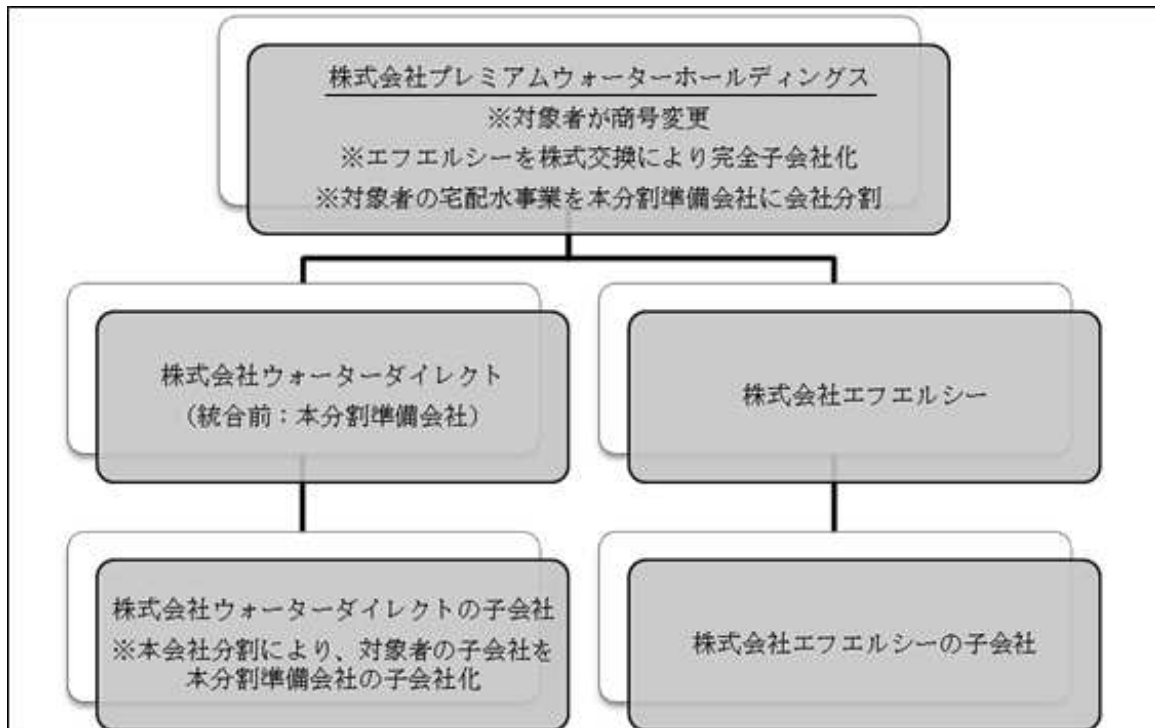 株式会社プレミアムウォーターホールディングス
※対象者が商号変更
※エフエルシーを株式交換により完全子会社化
※対象者の宅配水事業を本分割準備会社に会社分割
株式会社ウォーターダイレクト
（統合前：本分割準備会社）
株式会社エフエルシー
株式会社ウォーターダイレクトの子会社
※本会社分割により、対象者の子会社を
本分割準備会社の子会社化
株式会社エフエルシーの子会社